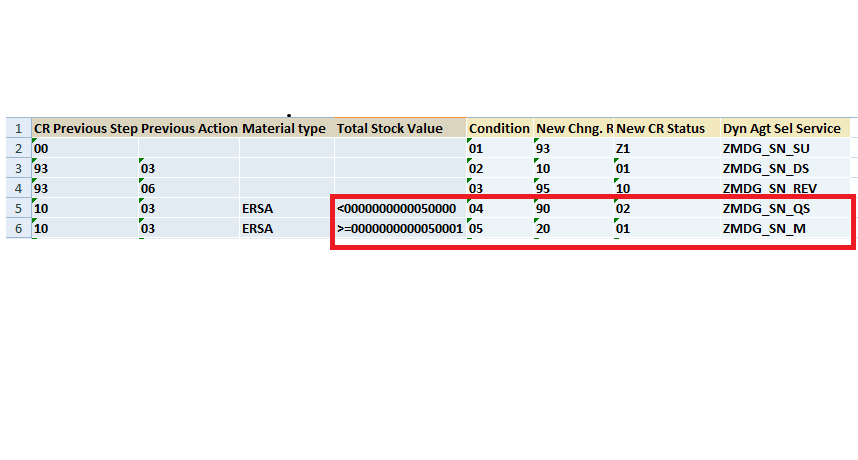 1 CR Previous Step Previous Action Material type Total Stock Value Condition New Chng. R New CR Status Dyn Agt Sel Service
2 00 01 93 Z1 ZMDG_SN_SU
3 93 03 02 10 01 ZMDG_SN_DS
4 93 06 03 95 10 ZMDG_SN_REV
5 10 03 ERSA <0000000000050000 04 90 02 ZMDG_SN_QS
6 10 03 ERSA >=0000000000050001 05 20 01 ZMDG_SN_M